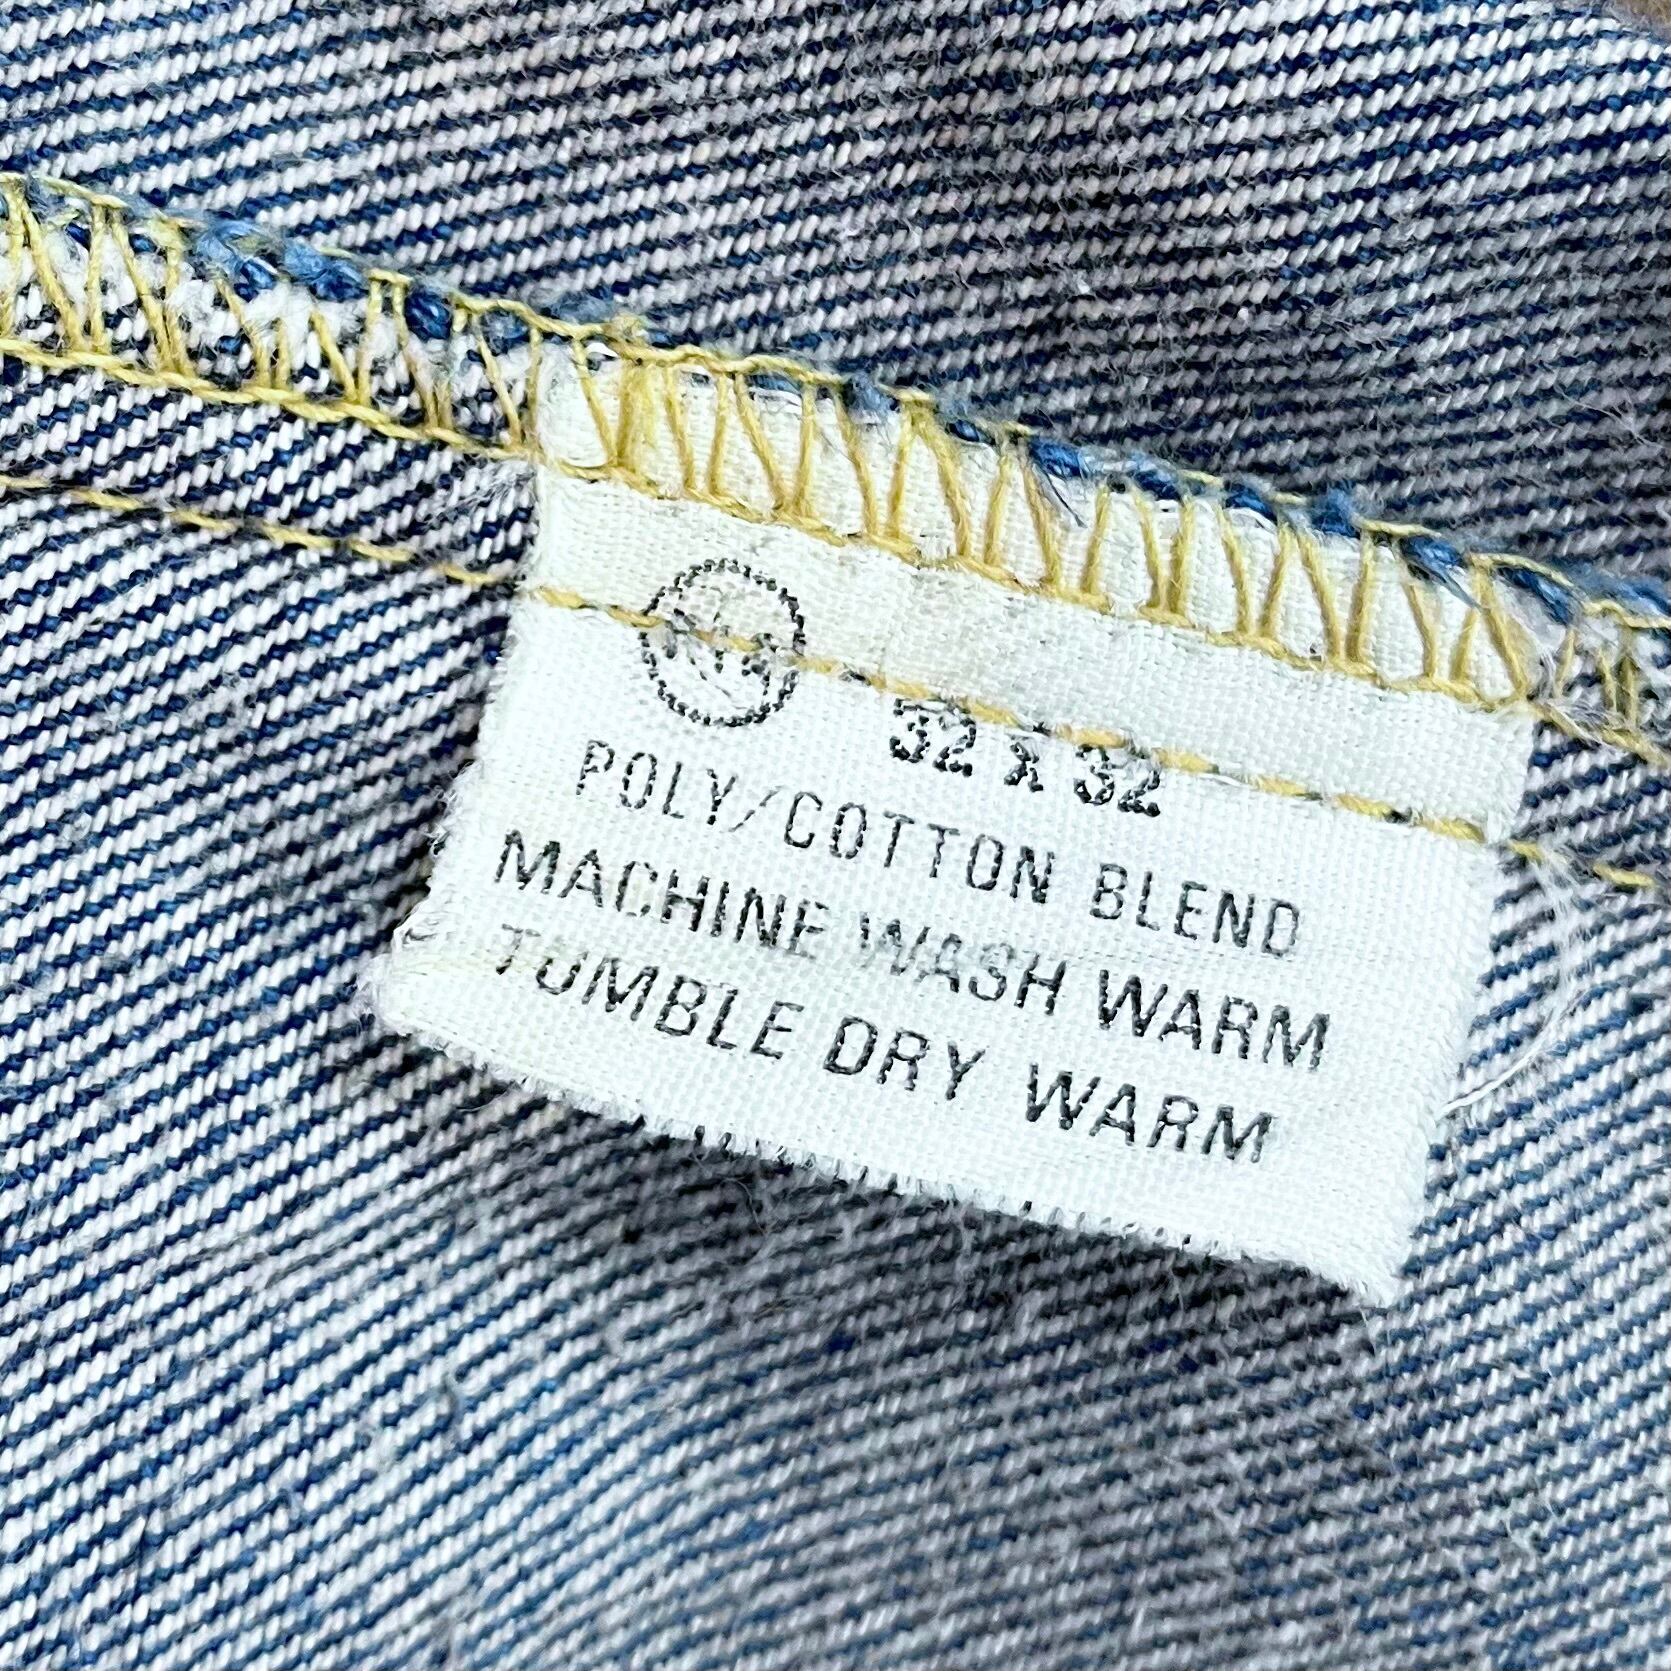 32 x 32
POLY/COTTON BLEND
MACHINE WASH WARM
TUMBLE DRY WARM